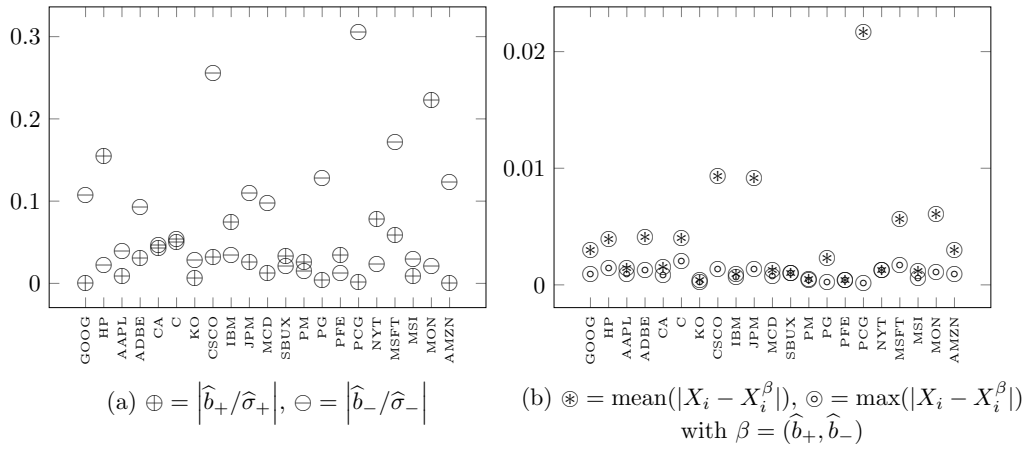 0.3
0.2
0.1
0
GOOG
HP
AAPL
ADBE
CA
C
KO
CSCO
IBM
JPM
MCD
SBUX
PM
PG
PFE
PCG
NYT
MSFT
MSI
MON
AMZN
(a) ⊕ = |b̂₊/σ̂₊|, ⊖ = |b̂₋/σ̂₋|
0.02
0.01
0
GOOG
HP
AAPL
ADBE
CA
C
KO
CSCO
IBM
JPM
MCD
SBUX
PM
PG
PFE
PCG
NYT
MSFT
MSI
MON
AMZN
(b) ⊛ = mean(|Xᵢ − Xᵢᵝ|), ⊚ = max(|Xᵢ − Xᵢᵝ|)
with β = (b̂₊, b̂₋)